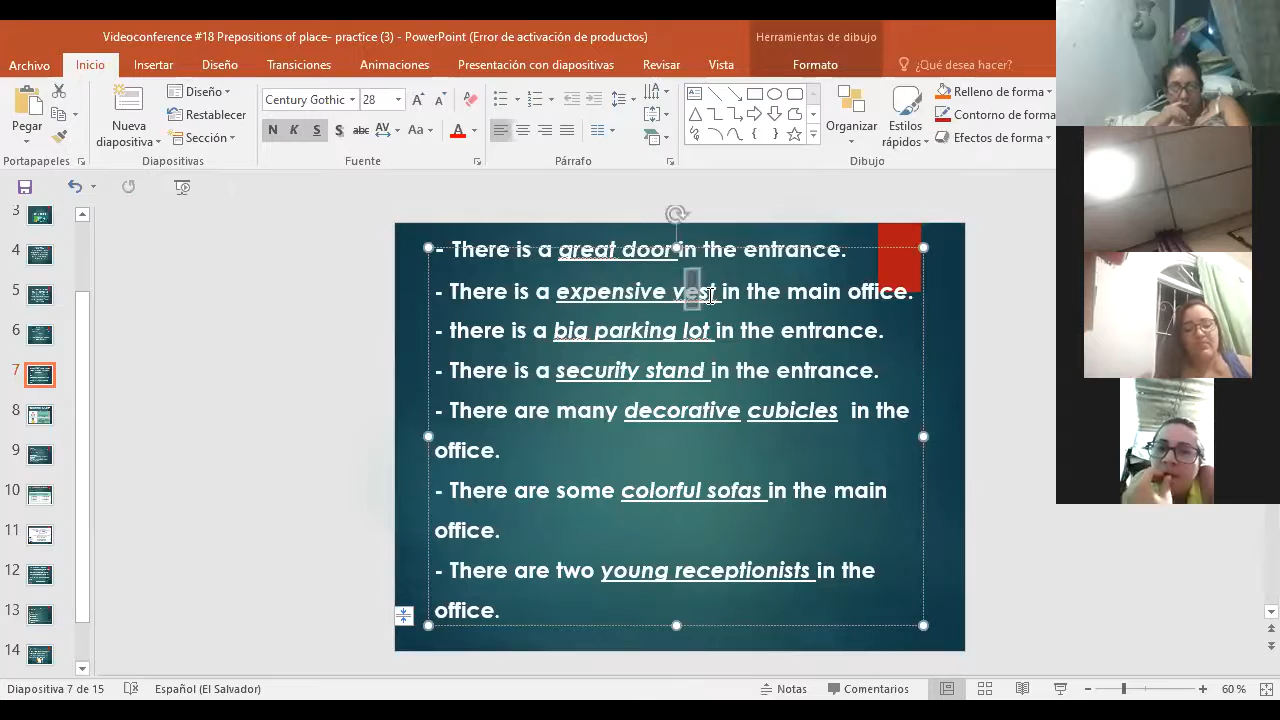 Videoconference #18 Prepositions of place- practice (3) - PowerPoint (Error de activación de productos)
Herramientas de dibujo
Archivo Inicio Insertar Diseño Transiciones Animaciones Presentación con diapositivas Revisar Vista Formato ¿Qué desea hacer?
Pegar
Nueva diapositiva
Diseño
Restablecer
Sección
Century Gothic 28
N K S S abc AV Aa A
Organizar
Estilos rápidos
Relleno de forma
Contorno de forma
Efectos de forma
Portapapeles Diapositivas Fuente Párrafo Dibujo
3
4
5
6
7
8
9
10
11
12
13
14
- There is a great door in the entrance.
- There is a expensive vest in the main office.
- there is a big parking lot in the entrance.
- There is a security stand in the entrance.
- There are many decorative cubicles in the
office.
- There are some colorful sofas in the main
office.
- There are two young receptionists in the
office.
Diapositiva 7 de 15 Español (El Salvador) Notas Comentarios 60 %